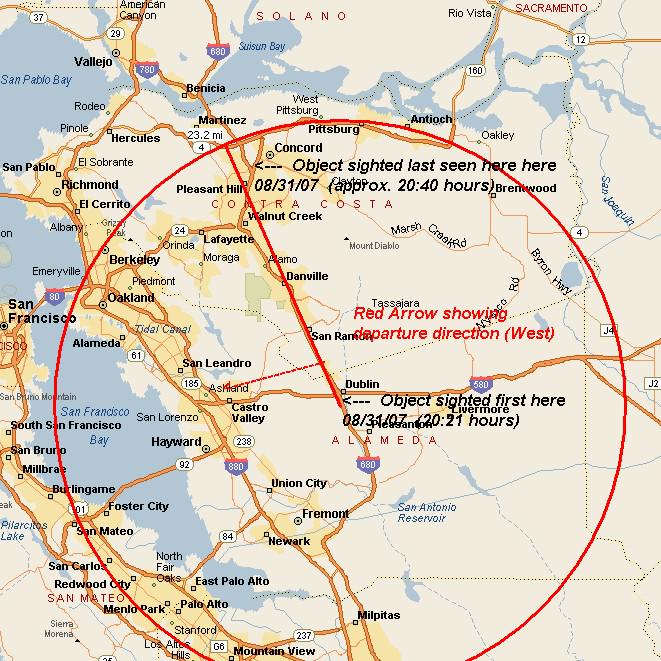 American
Canyon
SOLANO
Rio Vista
SACRAMENTO
37
29
12
Vallejo
680
Suisun Bay
160
780
San Pablo Bay
Benicia
Rodeo
West
Pittsburg
Martinez
Antioch
Pinole
Hercules
23.2 mi
Pittsburg
Oakley
4
Concord
El Sobrante
San Pablo
<--- Object sighted last seen here here
Richmond
Pleasant Hill
Clayton
08/31/07 (approx. 20:40 hours)
Brentwood
El Cerrito
CONTRA COSTA
San Joaquin
Albany
Grizzly
Peak
Walnut Creek
24
Marsh Creek Rd
4
Lafayette
Orinda
Mount Diablo
Berkeley
Moraga
Alamo
Byron Hwy
Emeryville
Danville
Piedmont
80
Oakland
Tassajara
San
Francisco
Red Arrow showing
departure direction (West)
Rd
Tidal Canal
San Ramon
J4
Alameda
61
San Leandro
185
Ashland
Dublin
580
J2
San Bruno Mountain
Castro
Valley
<--- Object sighted first here
08/31/07 (20:21 hours)
Livermore
San Francisco
Bay
San Lorenzo
Pleasanton
South San Francisco
Hayward
238
ALAMEDA
San Bruno
92
880
680
Millbrae
Union City
Burlingame
101
Foster City
San Antonio
Reservoir
Fremont
Pilarcitos
Lake
San Mateo
84
Newark
North
Fair
Oaks
San Carlos
Redwood City
East Palo Alto
SAN MATEO
Menlo Park
Palo Alto
Milpitas
Sierra
Morena
Stanford
237
Los Altos
Hills
G6
Mountain View